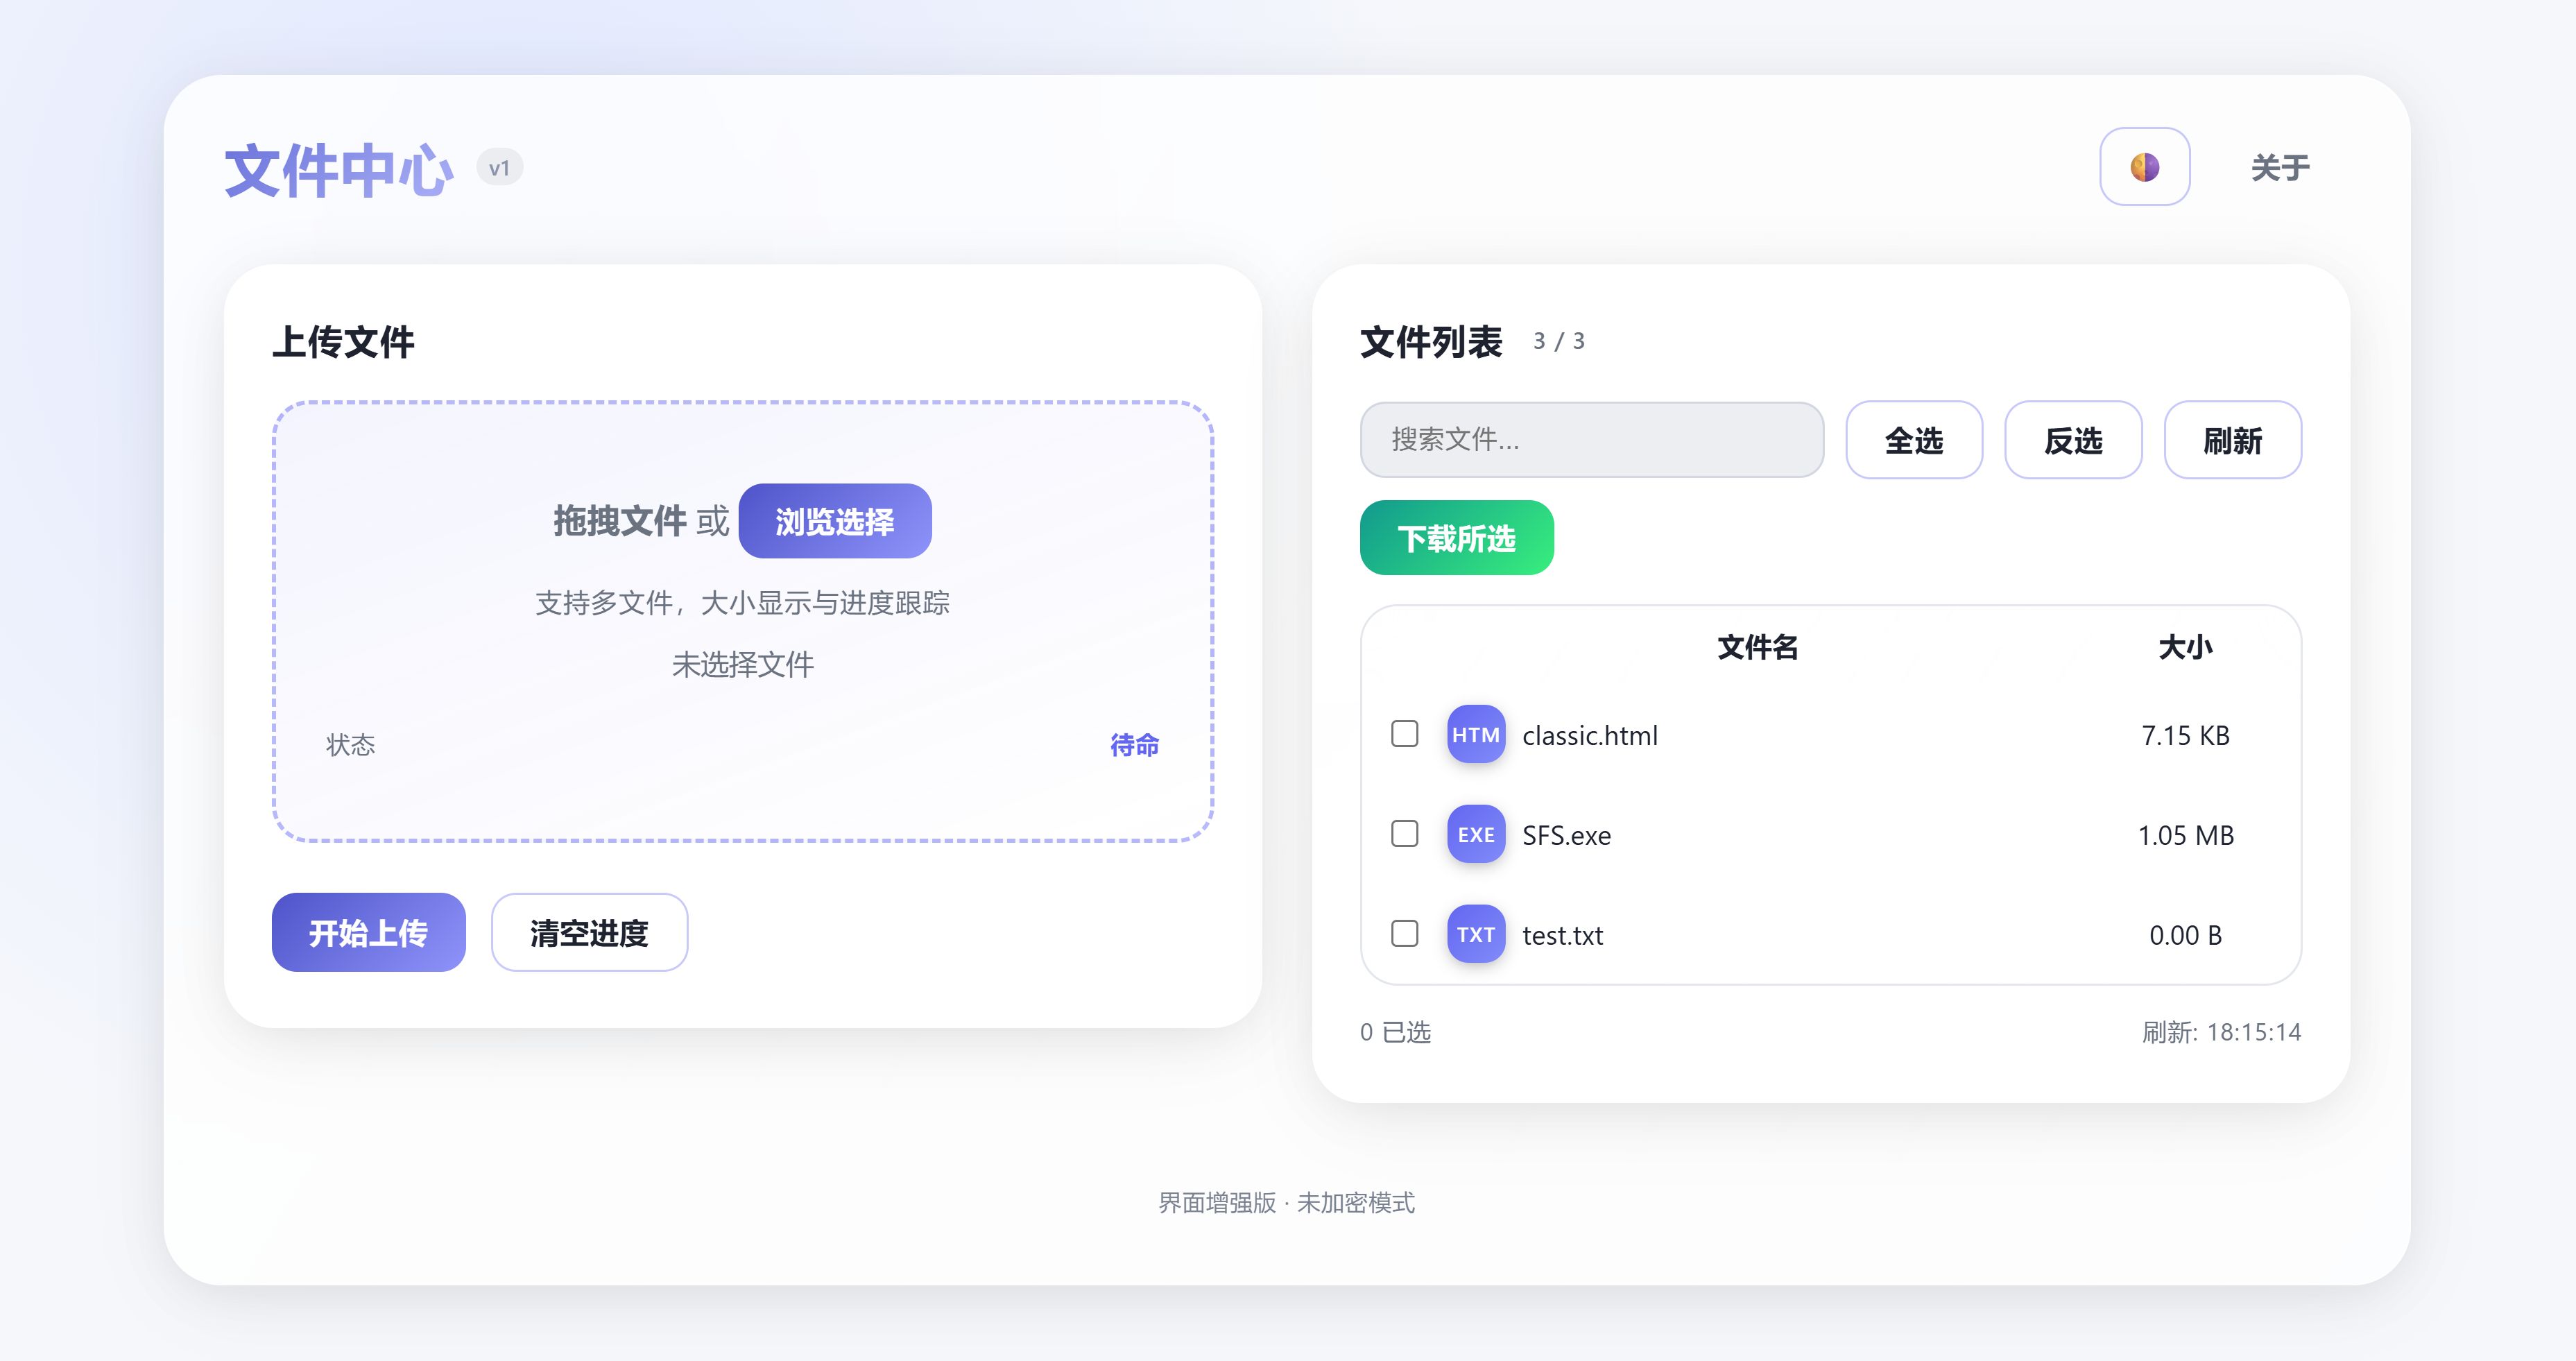 文件中心 v1
关于
上传文件
拖拽文件 或 浏览选择
支持多文件，大小显示与进度跟踪
未选择文件
状态 待命
开始上传 清空进度
文件列表 3 / 3
搜索文件... 全选 反选 刷新
下载所选
文件名 大小
HTM classic.html 7.15 KB
EXE SFS.exe 1.05 MB
TXT test.txt 0.00 B
0 已选 刷新: 18:15:14
界面增强版 · 未加密模式